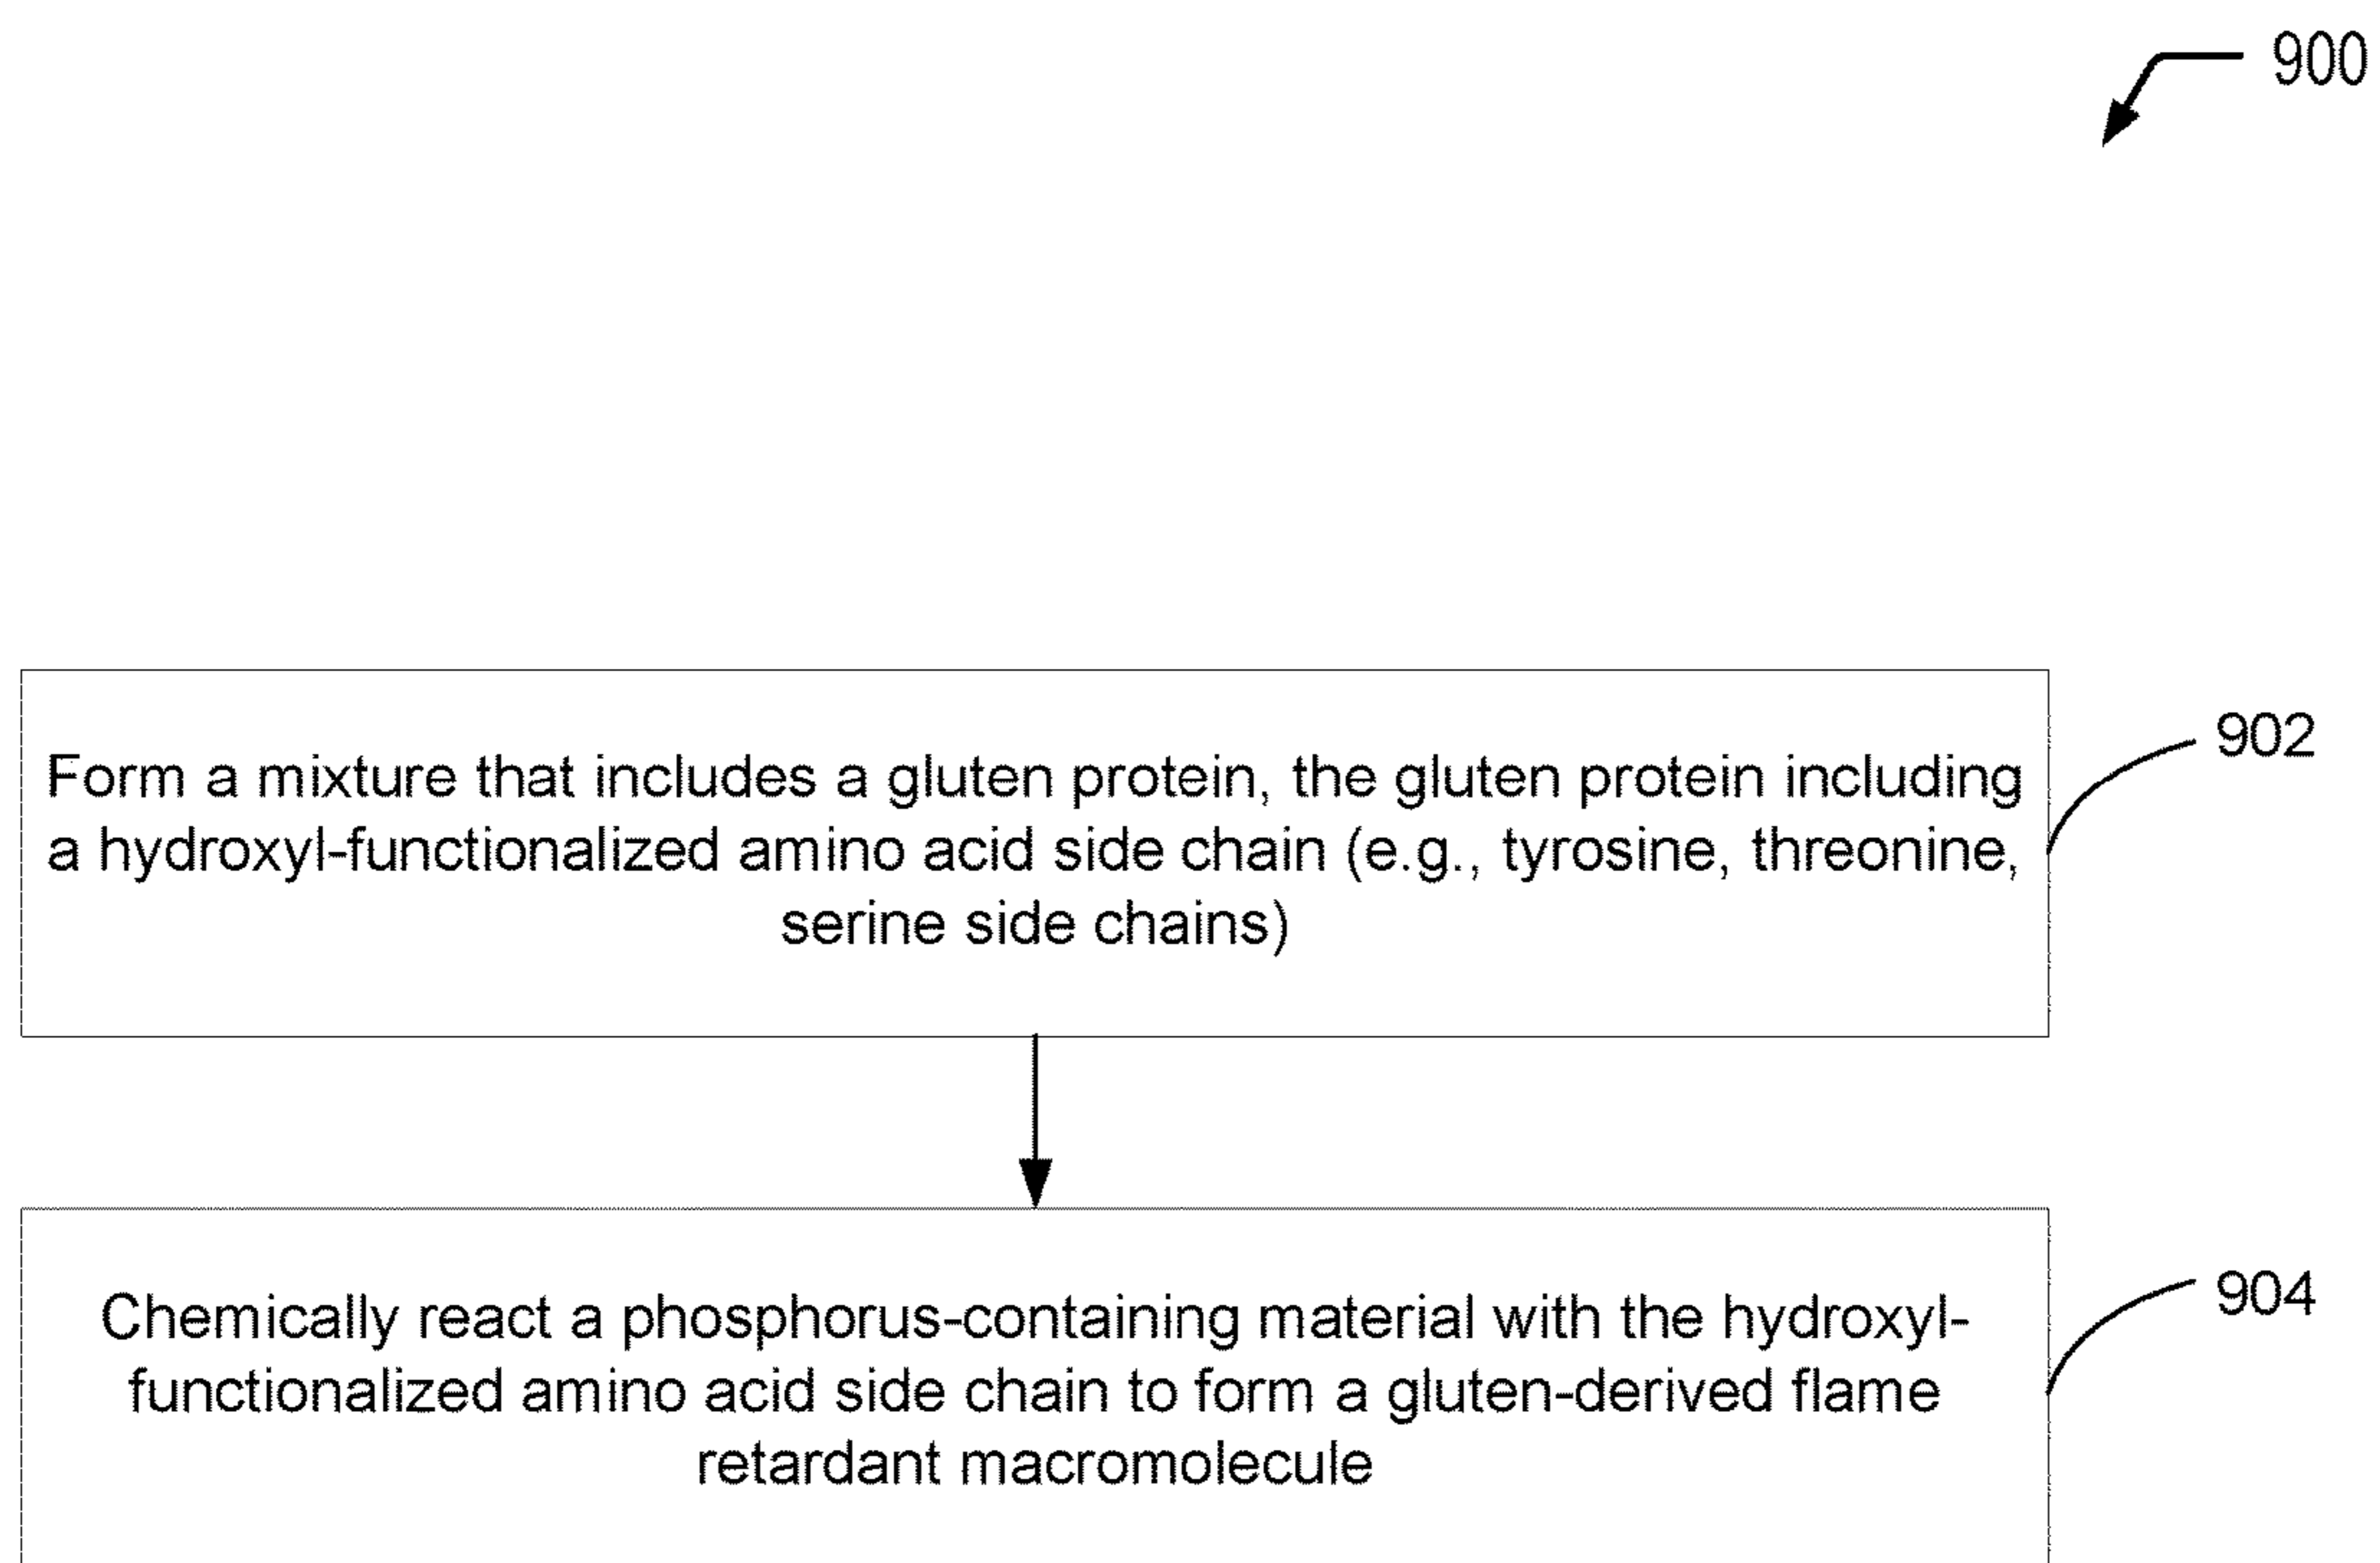 900
Form a mixture that includes a gluten protein, the gluten protein including
a hydroxyl-functionalized amino acid side chain (e.g., tyrosine, threonine,
serine side chains)
902
Chemically react a phosphorus-containing material with the hydroxyl-
functionalized amino acid side chain to form a gluten-derived flame
retardant macromolecule
904